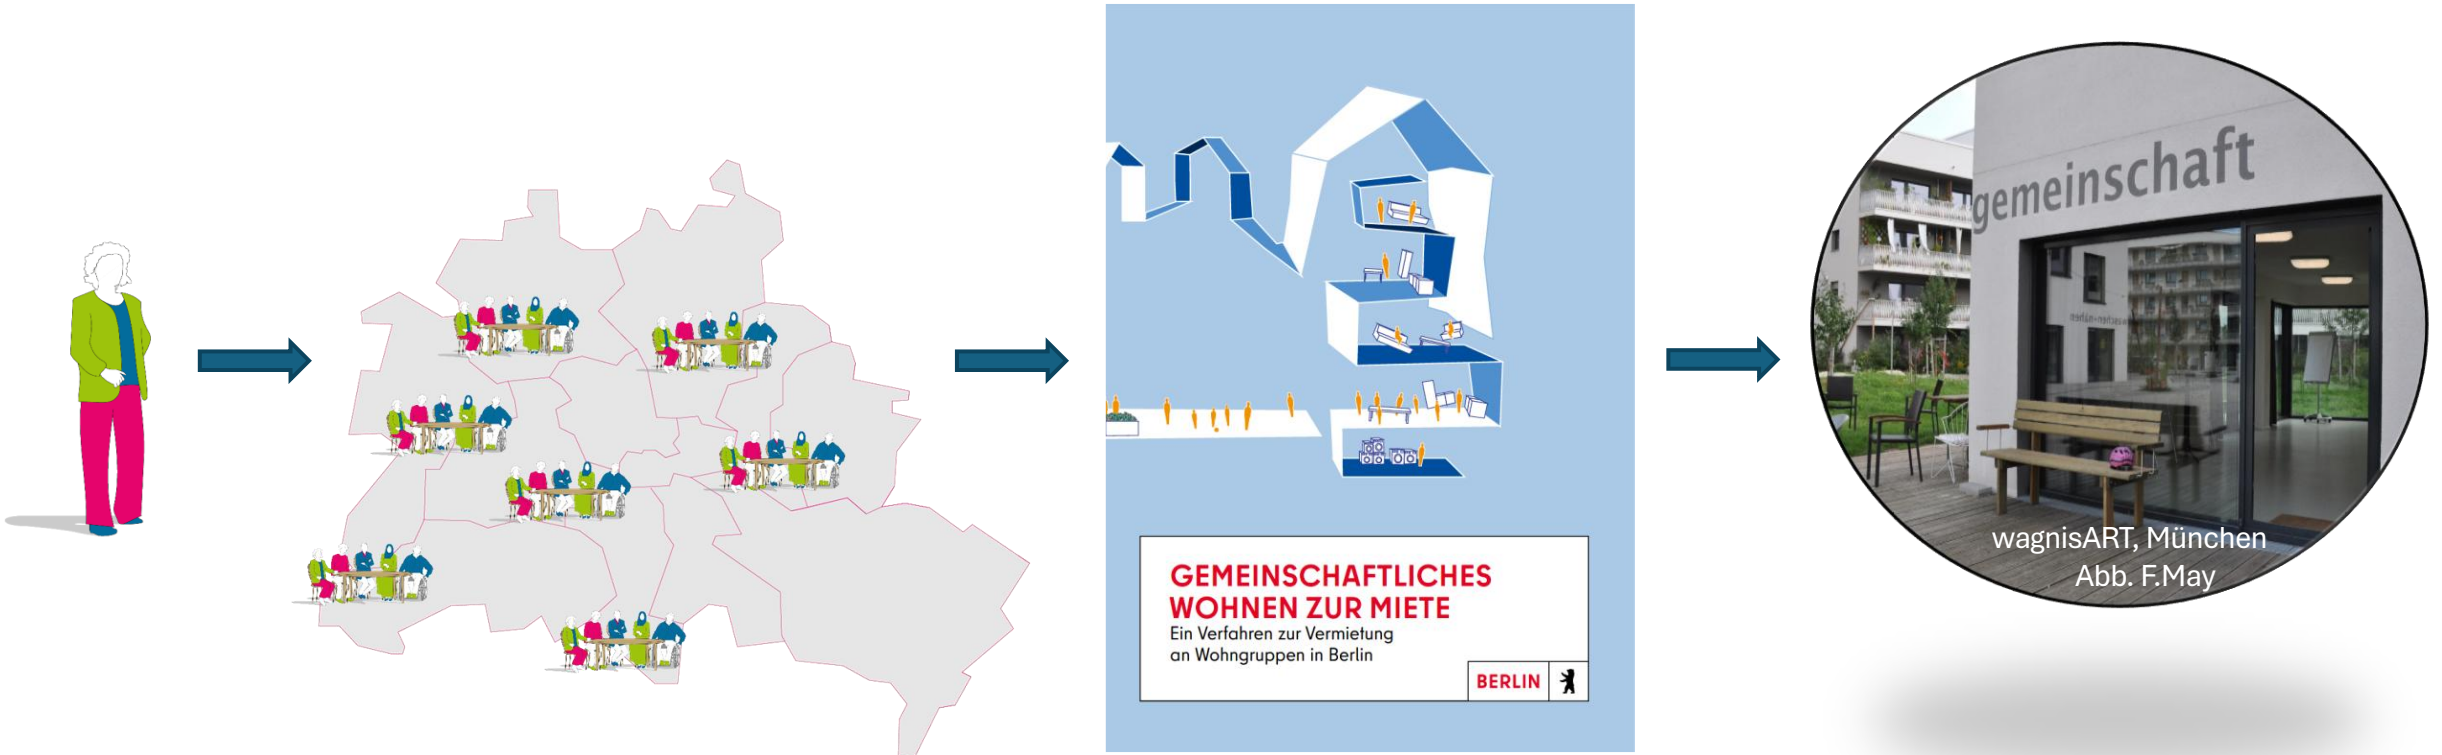 GEMEINSCHAFTLICHES
WOHNEN ZUR MIETE
Ein Verfahren zur Vermietung
an Wohngruppen in Berlin
BERLIN
gemeinschaft
wagnisART, München
Abb. F.May